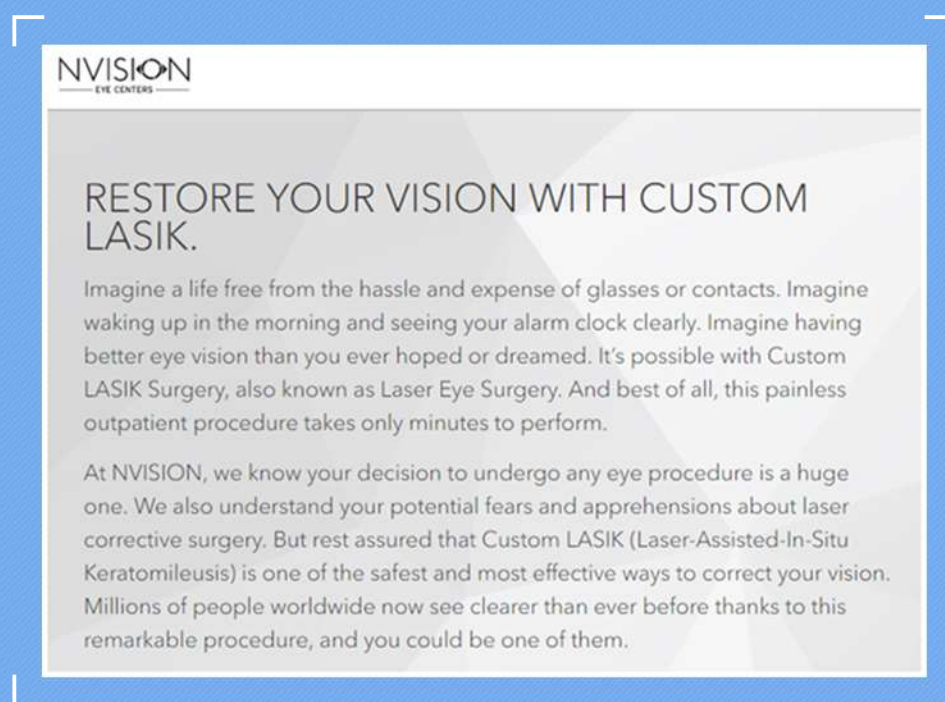 NVISION
EYE CENTERS
RESTORE YOUR VISION WITH CUSTOM
LASIK.
Imagine a life free from the hassle and expense of glasses or contacts. Imagine
waking up in the morning and seeing your alarm clock clearly. Imagine having
better eye vision than you ever hoped or dreamed. It's possible with Custom
LASIK Surgery, also known as Laser Eye Surgery. And best of all, this painless
outpatient procedure takes only minutes to perform.
At NVISION, we know your decision to undergo any eye procedure is a huge
one. We also understand your potential fears and apprehensions about laser
corrective surgery. But rest assured that Custom LASIK (Laser-Assisted-In-Situ
Keratomileusis) is one of the safest and most effective ways to correct your vision.
Millions of people worldwide now see clearer than ever before thanks to this
remarkable procedure, and you could be one of them.